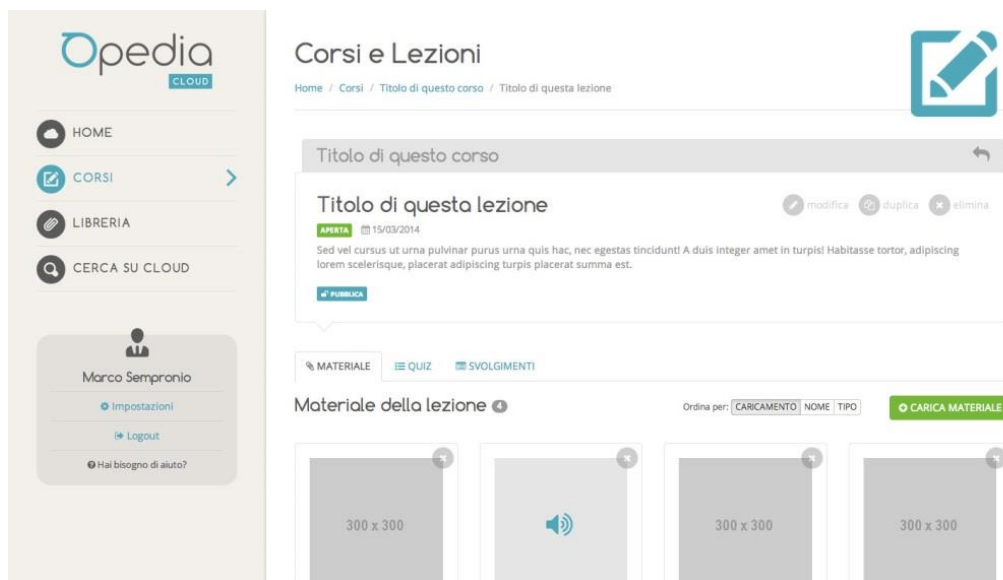 Opedia
CLOUD
HOME
CORSI
LIBRERIA
CERCA SU CLOUD
Marco Sempronio
Impostazioni
Logout
Hai bisogno di aiuto?
Corsi e Lezioni
Home / Corsi / Titolo di questo corso / Titolo di questa lezione
Titolo di questo corso
Titolo di questa lezione
modifica duplica elimina
APERTA 15/03/2014
Sed vel cursus ut urna pulvinar purus urna quis hac, nec egestas tincidunt! A duis integer amet in turpis! Habitasse tortor, adipiscing
lorem scelerisque, placerat adipiscing turpis placerat summa est.
PUBBLICA
MATERIALE QUIZ SVOLGIMENTI
Materiale della lezione 4
Ordina per: CARICAMENTO NOME TIPO CARICA MATERIALE
300 x 300 300 x 300 300 x 300